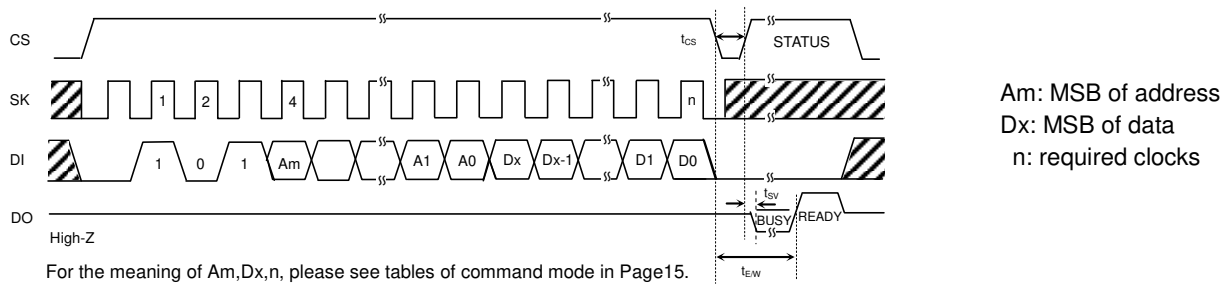 CS
tCS
STATUS
SK
1 2 4 n
DI
1 0 1 Am A1 A0 Dx Dx-1 D1 D0
tSV
DO
BUSY READY
High-Z
tE/W
For the meaning of Am,Dx,n, please see tables of command mode in Page15.
Am: MSB of address
Dx: MSB of data
n: required clocks